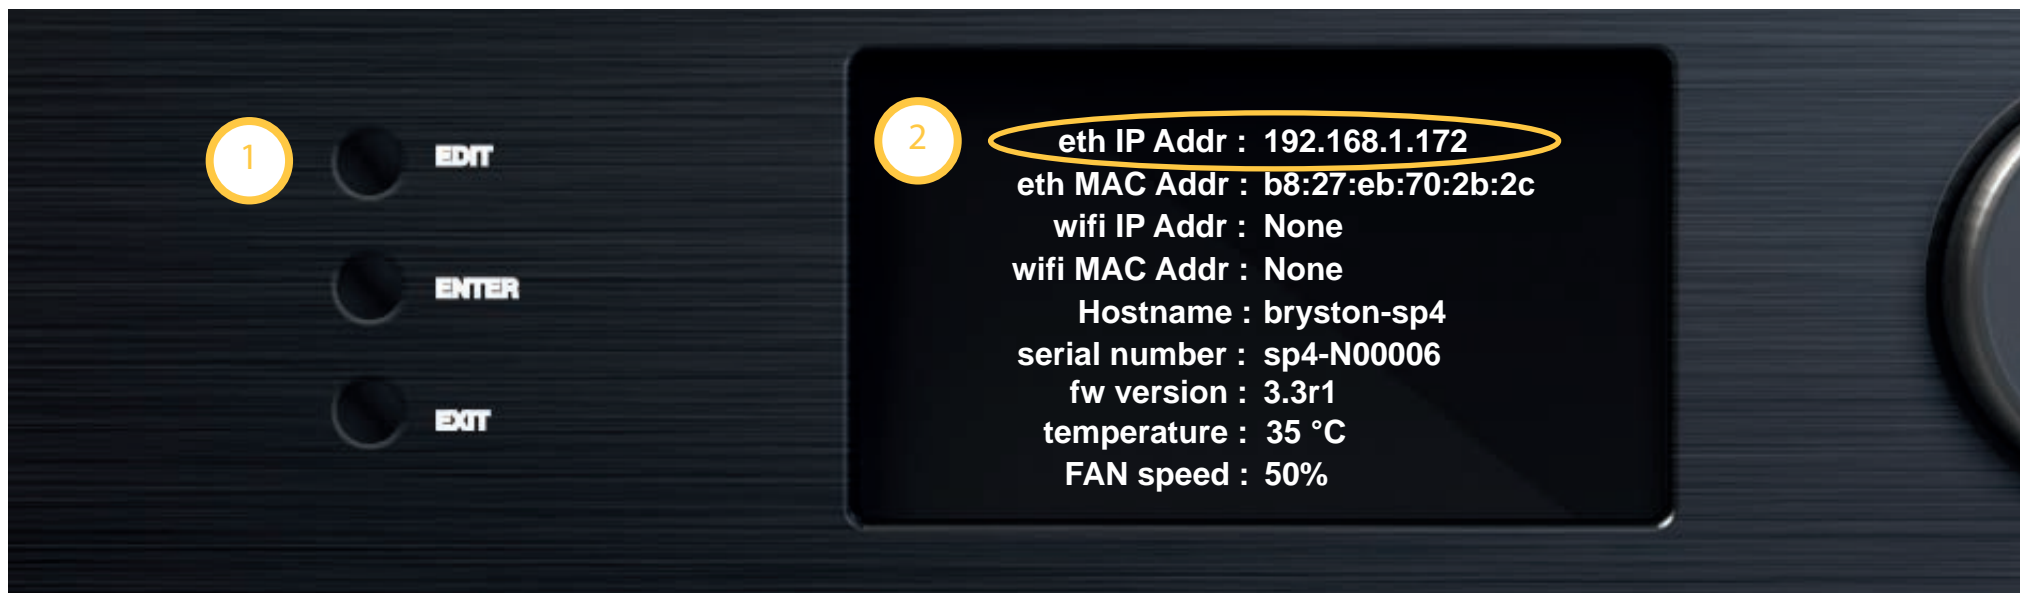 1
EDIT
ENTER
EXIT
2
eth IP Addr : 192.168.1.172
eth MAC Addr : b8:27:eb:70:2b:2c
wifi IP Addr : None
wifi MAC Addr : None
Hostname : bryston-sp4
serial number : sp4-N00006
fw version : 3.3r1
temperature : 35 °C
FAN speed : 50%